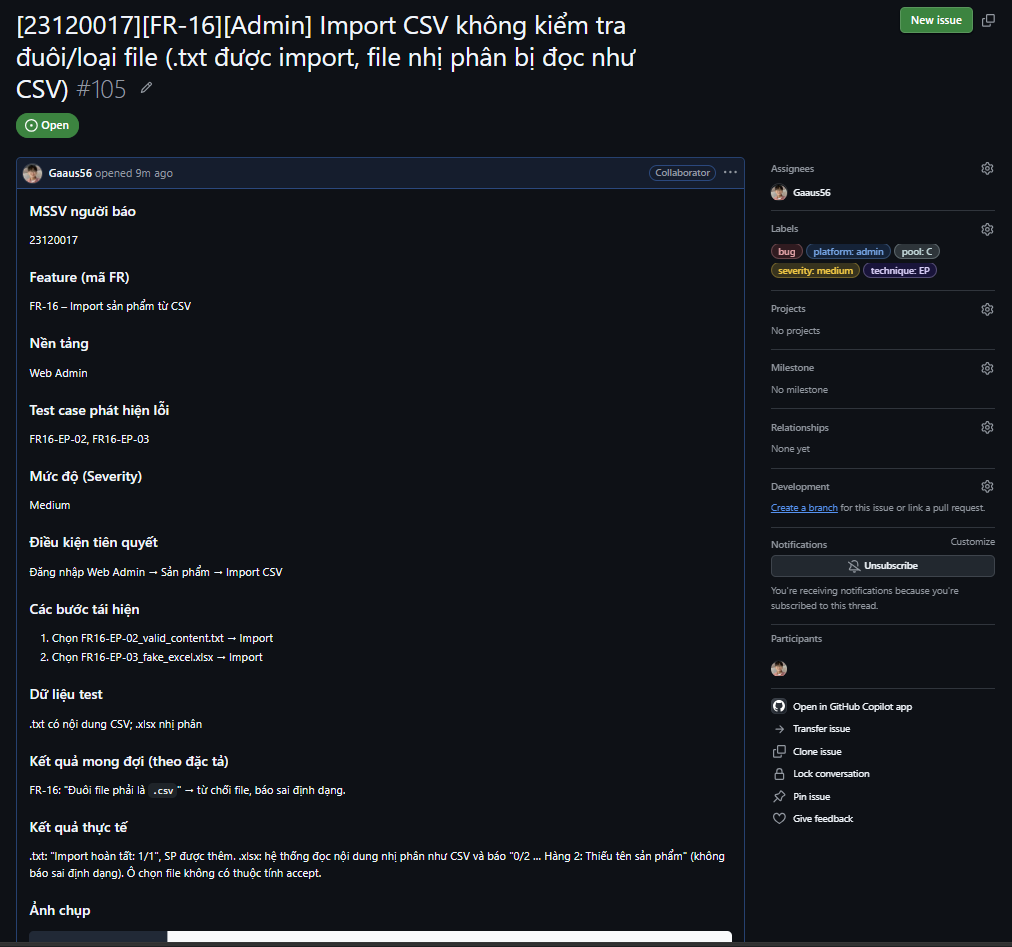 [23120017][FR-16][Admin] Import CSV không kiểm tra
đuôi/loại file (.txt được import, file nhị phân bị đọc như
CSV) #105
New issue
Open
Gaaus56 opened 9m ago
Collaborator
MSSV người báo
23120017
Feature (mã FR)
FR-16 – Import sản phẩm từ CSV
Nền tảng
Web Admin
Test case phát hiện lỗi
FR16-EP-02, FR16-EP-03
Mức độ (Severity)
Medium
Điều kiện tiên quyết
Đăng nhập Web Admin → Sản phẩm → Import CSV
Các bước tái hiện
1. Chọn FR16-EP-02_valid_content.txt → Import
2. Chọn FR16-EP-03_fake_excel.xlsx → Import
Dữ liệu test
.txt có nội dung CSV; .xlsx nhị phân
Kết quả mong đợi (theo đặc tả)
FR-16: "Đuôi file phải là .csv" → từ chối file, báo sai định dạng.
Kết quả thực tế
.txt: "Import hoàn tất: 1/1", SP được thêm. .xlsx: hệ thống đọc nội dung nhị phân như CSV và báo "0/2 ... Hàng 2: Thiếu tên sản phẩm" (không
báo sai định dạng). Ô chọn file không có thuộc tính accept.
Ảnh chụp
Assignees
Gaaus56
Labels
bug platform: admin pool: C
severity: medium technique: EP
Projects
No projects
Milestone
No milestone
Relationships
None yet
Development
Create a branch for this issue or link a pull request.
Notifications Customize
Unsubscribe
You're receiving notifications because you're
subscribed to this thread.
Participants
Open in GitHub Copilot app
Transfer issue
Clone issue
Lock conversation
Pin issue
Give feedback